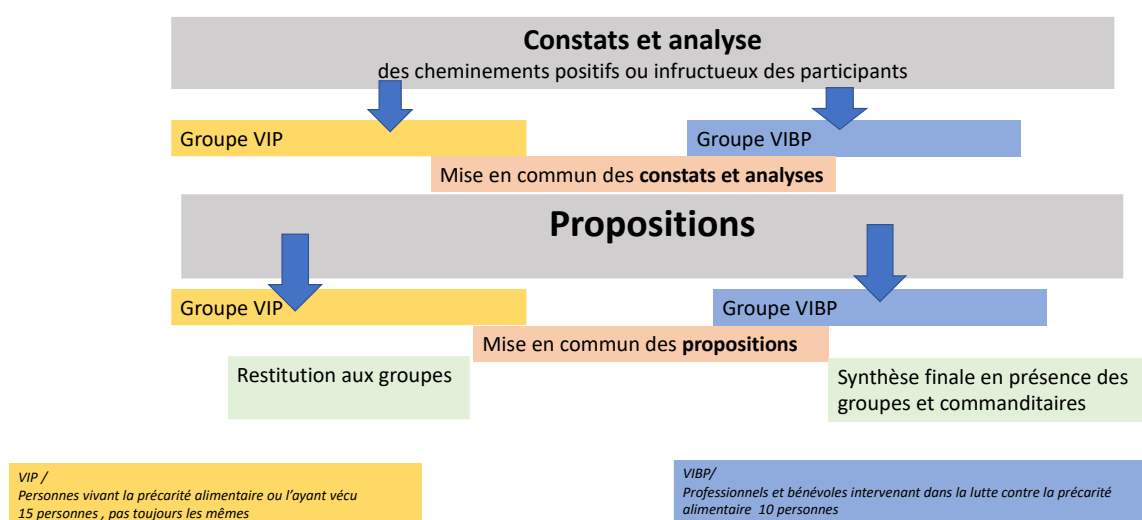 Constats et analyse
des cheminements positifs ou infructueux des participants
Groupe VIP
Groupe VIBP
Mise en commun des constats et analyses
Propositions
Groupe VIP
Groupe VIBP
Mise en commun des propositions
Restitution aux groupes
Synthèse finale en présence des
groupes et commanditaires
VIP /
Personnes vivant la précarité alimentaire ou l'ayant vécu
15 personnes , pas toujours les mêmes
VIBP/
Professionnels et bénévoles intervenant dans la lutte contre la précarité
alimentaire 10 personnes